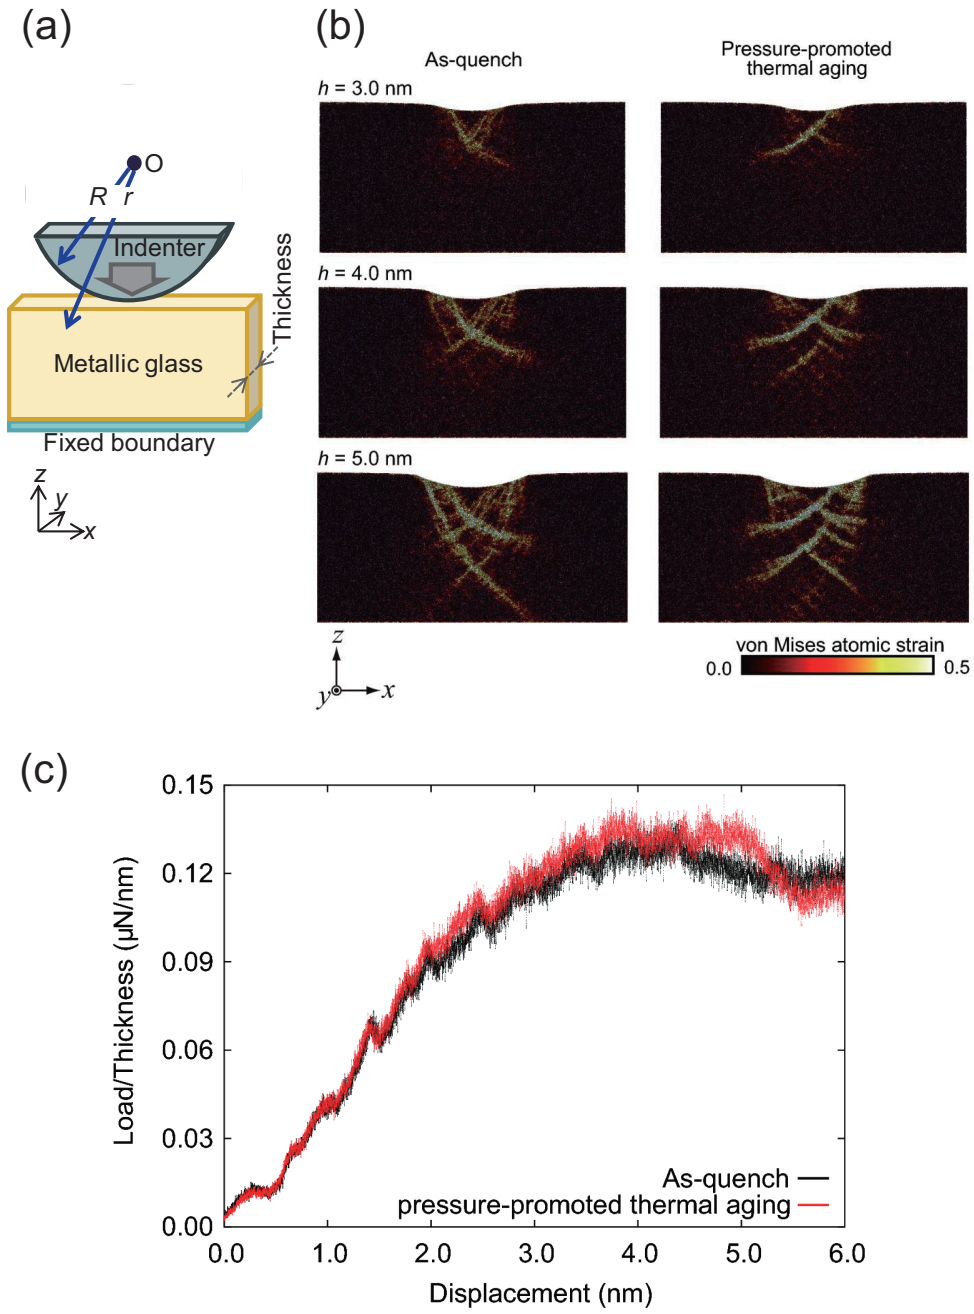 (a)
O
R r
Indenter
Thickness
Metallic glass
Fixed boundary
z
y
x
(b)
As-quench
Pressure-promoted
thermal aging
h = 3.0 nm
h = 4.0 nm
h = 5.0 nm
z
y x
von Mises atomic strain
0.0 0.5
(c)
0.15
0.12
0.09
0.06
0.03
0.00
Load/Thickness (µN/nm)
As-quench
pressure-promoted thermal aging
0.0 1.0 2.0 3.0 4.0 5.0 6.0
Displacement (nm)